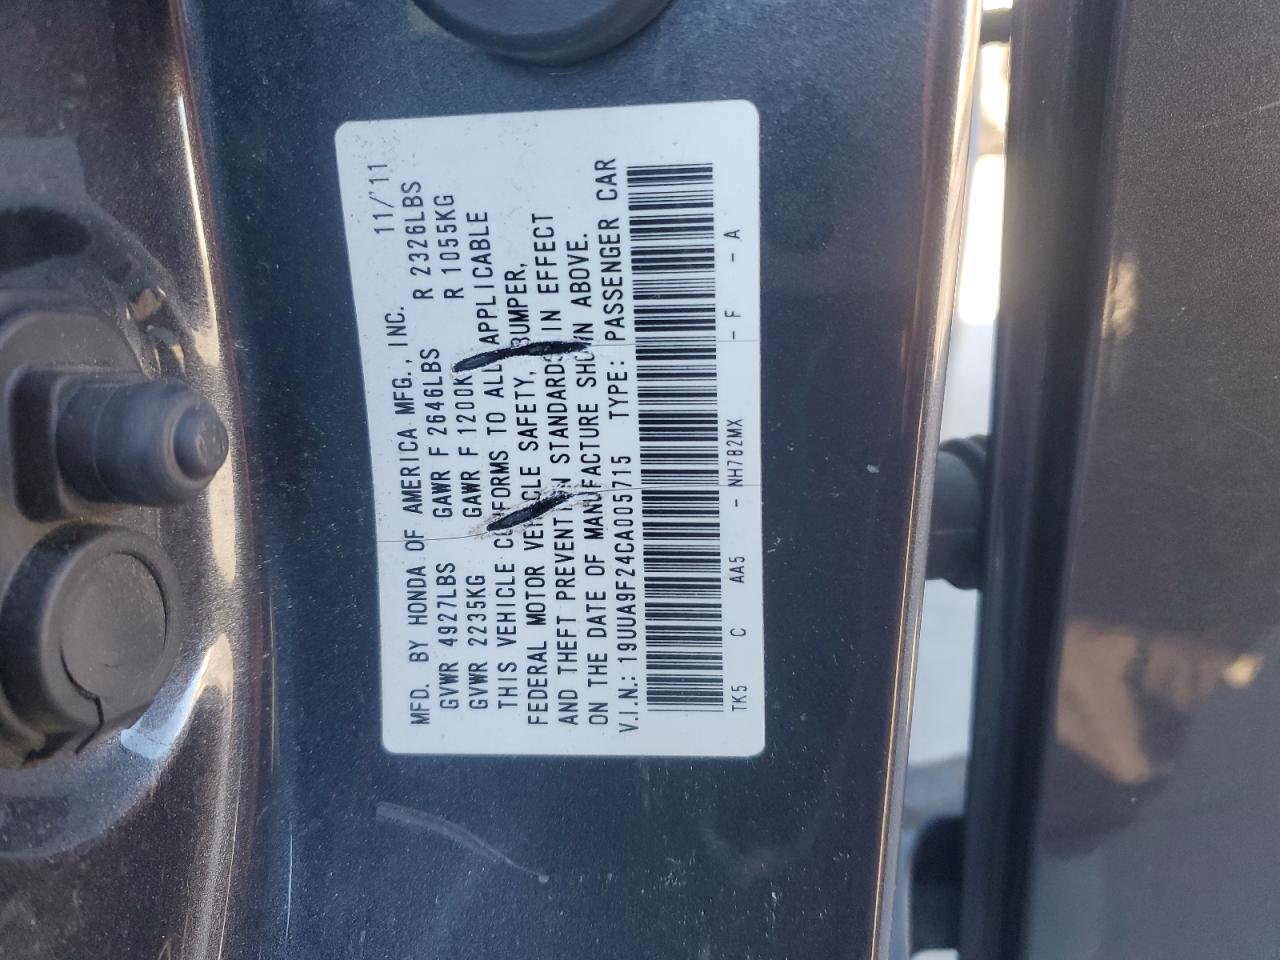 MFD. BY HONDA OF AMERICA MFG., INC. 11/'11
GVWR 4927LBS GAWR F 2646LBS R 2326LBS
GVWR 2235KG GAWR F 1200K R 1055KG
THIS VEHICLE CONFORMS TO ALL APPLICABLE
FEDERAL MOTOR VEHICLE SAFETY, BUMPER,
AND THEFT PREVENTION STANDARDS IN EFFECT
ON THE DATE OF MANUFACTURE SHOWN ABOVE.
V.I.N.: 19UUA9F24CA005715 TYPE: PASSENGER CAR
TK5 C AA5 - NH782MX - F - A